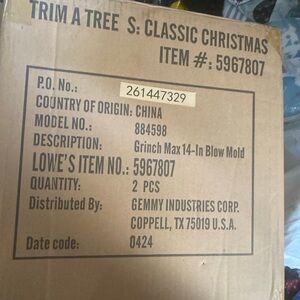 TRIM A TREE S: CLASSIC CHRISTMAS
ITEM #: 5967807
P.O. No.: 261447329
COUNTRY OF ORIGIN: CHINA
MODEL NO.: 884598
DESCRIPTION: Grinch Max 14-In Blow Mold
LOWE'S ITEM NO.: 5967807
QUANTITY: 2 PCS
Distributed By: GEMMY INDUSTRIES CORP.
COPPELL, TX 75019 U.S.A.
Date code: 0424